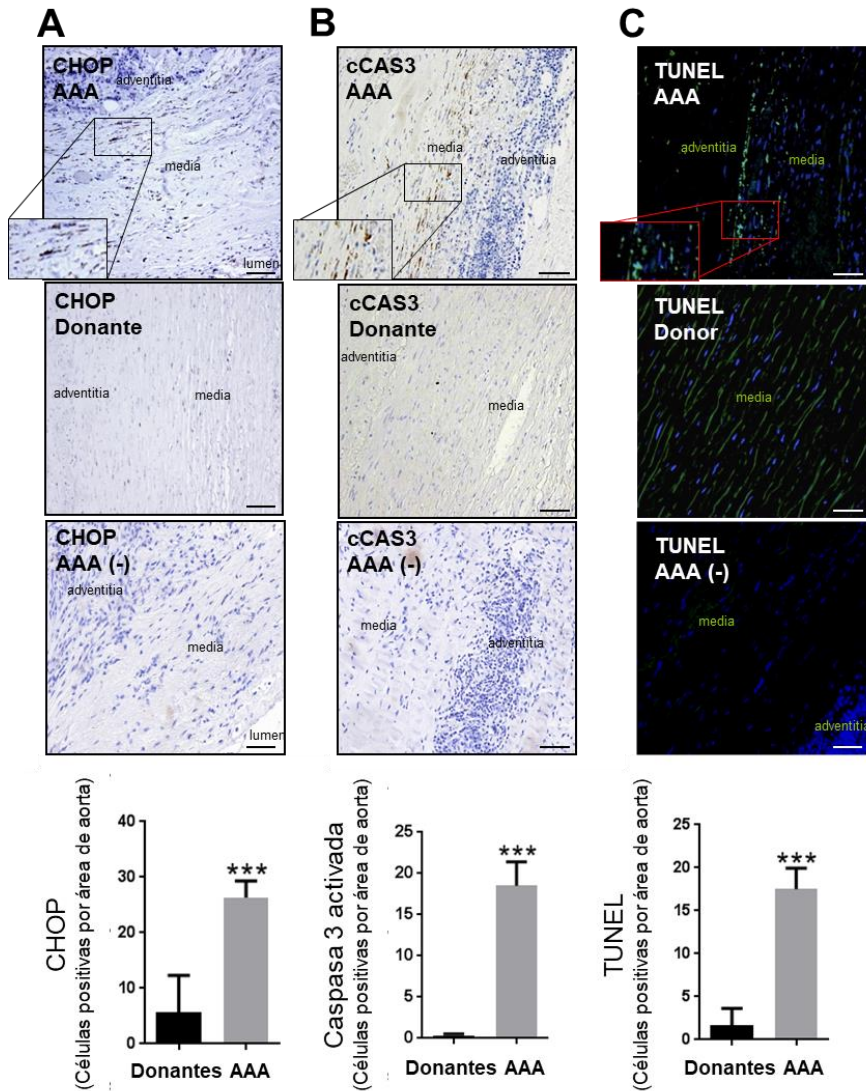 A
B
C
CHOP
AAA
adventitia
media
lumen
cCAS3
AAA
media
adventitia
TUNEL
AAA
adventitia
media
CHOP
Donante
adventitia
media
cCAS3
Donante
adventitia
media
TUNEL
Donor
media
CHOP
AAA (-)
adventitia
media
lumen
cCAS3
AAA (-)
media
adventitia
TUNEL
AAA (-)
media
adventitia
CHOP
(Células positivas por área de aorta)
40
30
20
10
0
***
Donantes AAA
Caspasa 3 activada
(Células positivas por área de aorta)
25
20
15
10
5
0
***
Donantes AAA
TUNEL
(Células positivas por área de aorta)
25
20
15
10
5
0
***
Donantes AAA